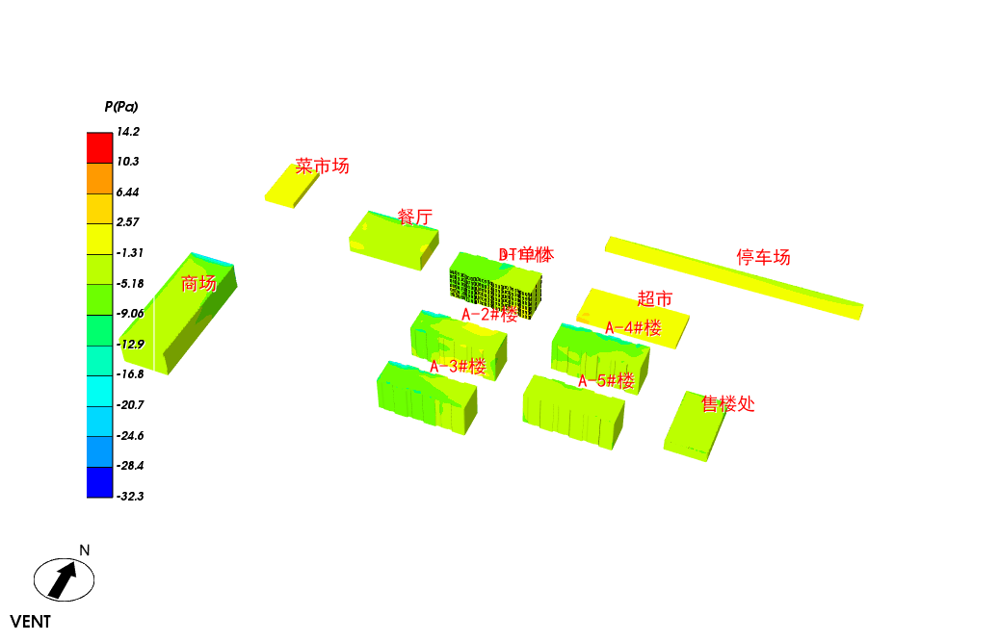 P(Pa)
14.2
10.3
6.44
2.57
-1.31
-5.18
-9.06
-12.9
-16.8
-20.7
-24.6
-28.4
-32.3
菜市场
餐厅
商场
停车场
超市
A-2#楼
A-4#楼
A-3#楼
A-5#楼
售楼处
N
VENT